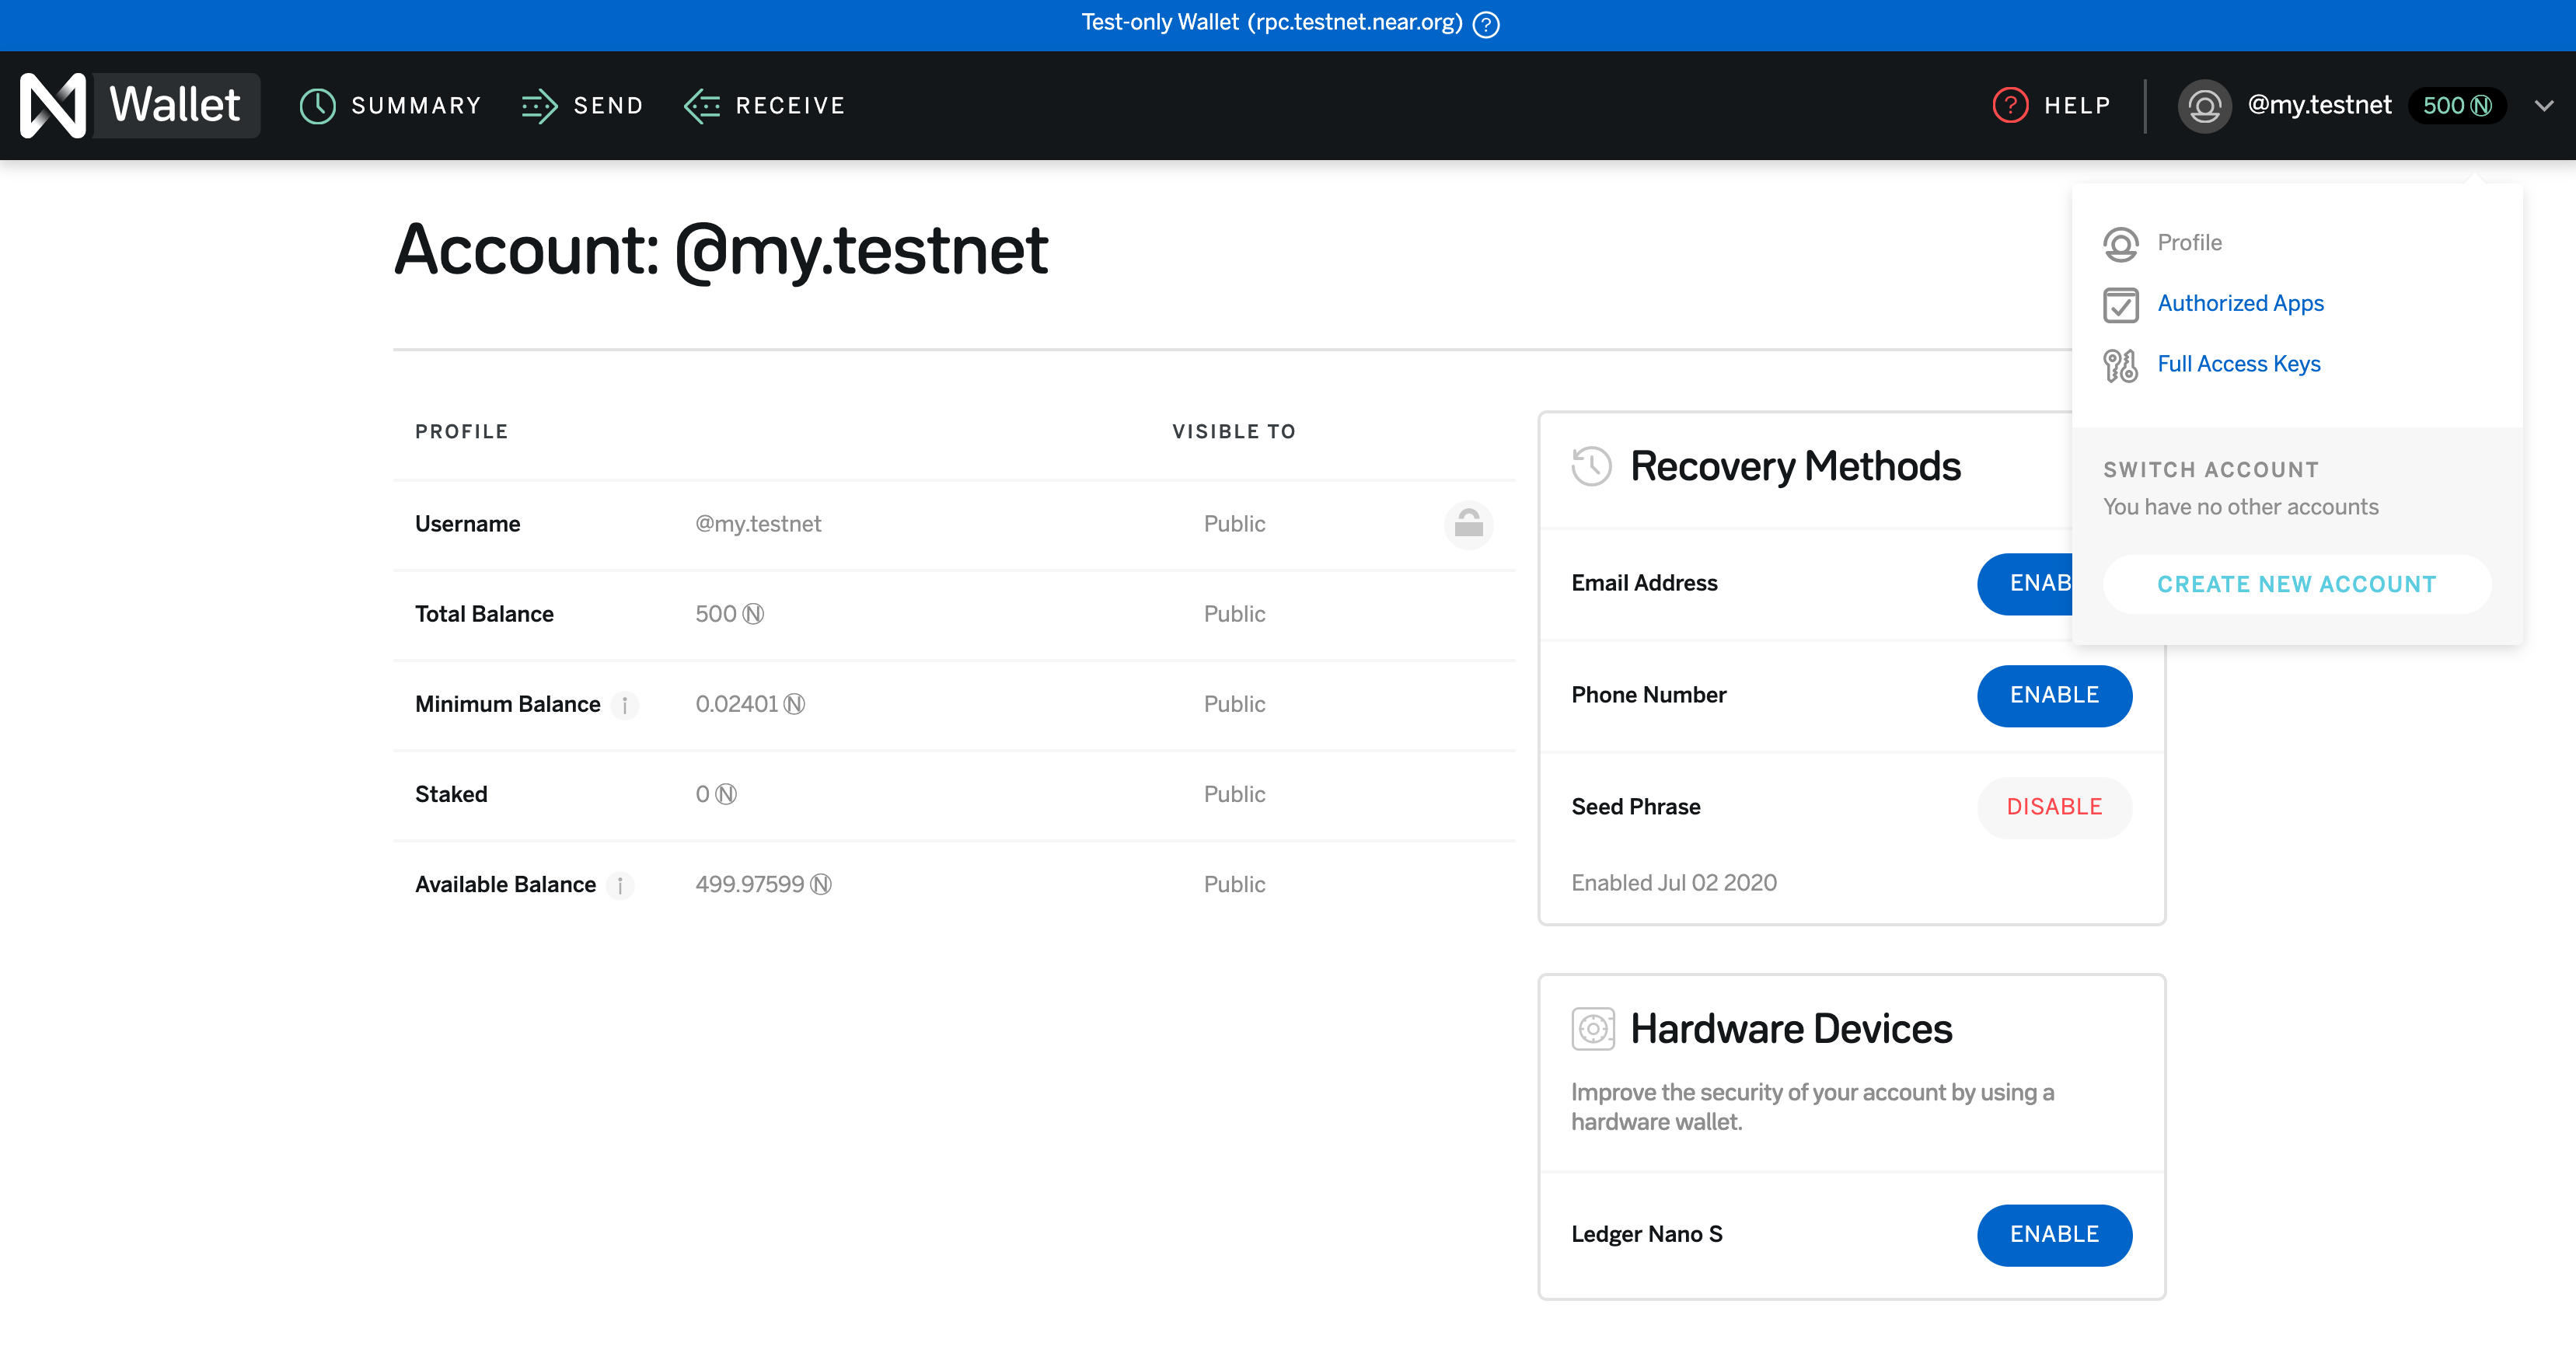 Test-only Wallet (rpc.testnet.near.org) ?
Wallet SUMMARY SEND RECEIVE ? HELP @my.testnet 500 Ⓝ
Account: @my.testnet
Profile
Authorized Apps
Full Access Keys
SWITCH ACCOUNT
You have no other accounts
CREATE NEW ACCOUNT
PROFILE VISIBLE TO
Username @my.testnet Public
Total Balance 500 Ⓝ Public
Minimum Balance i 0.02401 Ⓝ Public
Staked 0 Ⓝ Public
Available Balance i 499.97599 Ⓝ Public
Recovery Methods
Email Address ENAB
Phone Number ENABLE
Seed Phrase DISABLE
Enabled Jul 02 2020
Hardware Devices
Improve the security of your account by using a
hardware wallet.
Ledger Nano S ENABLE